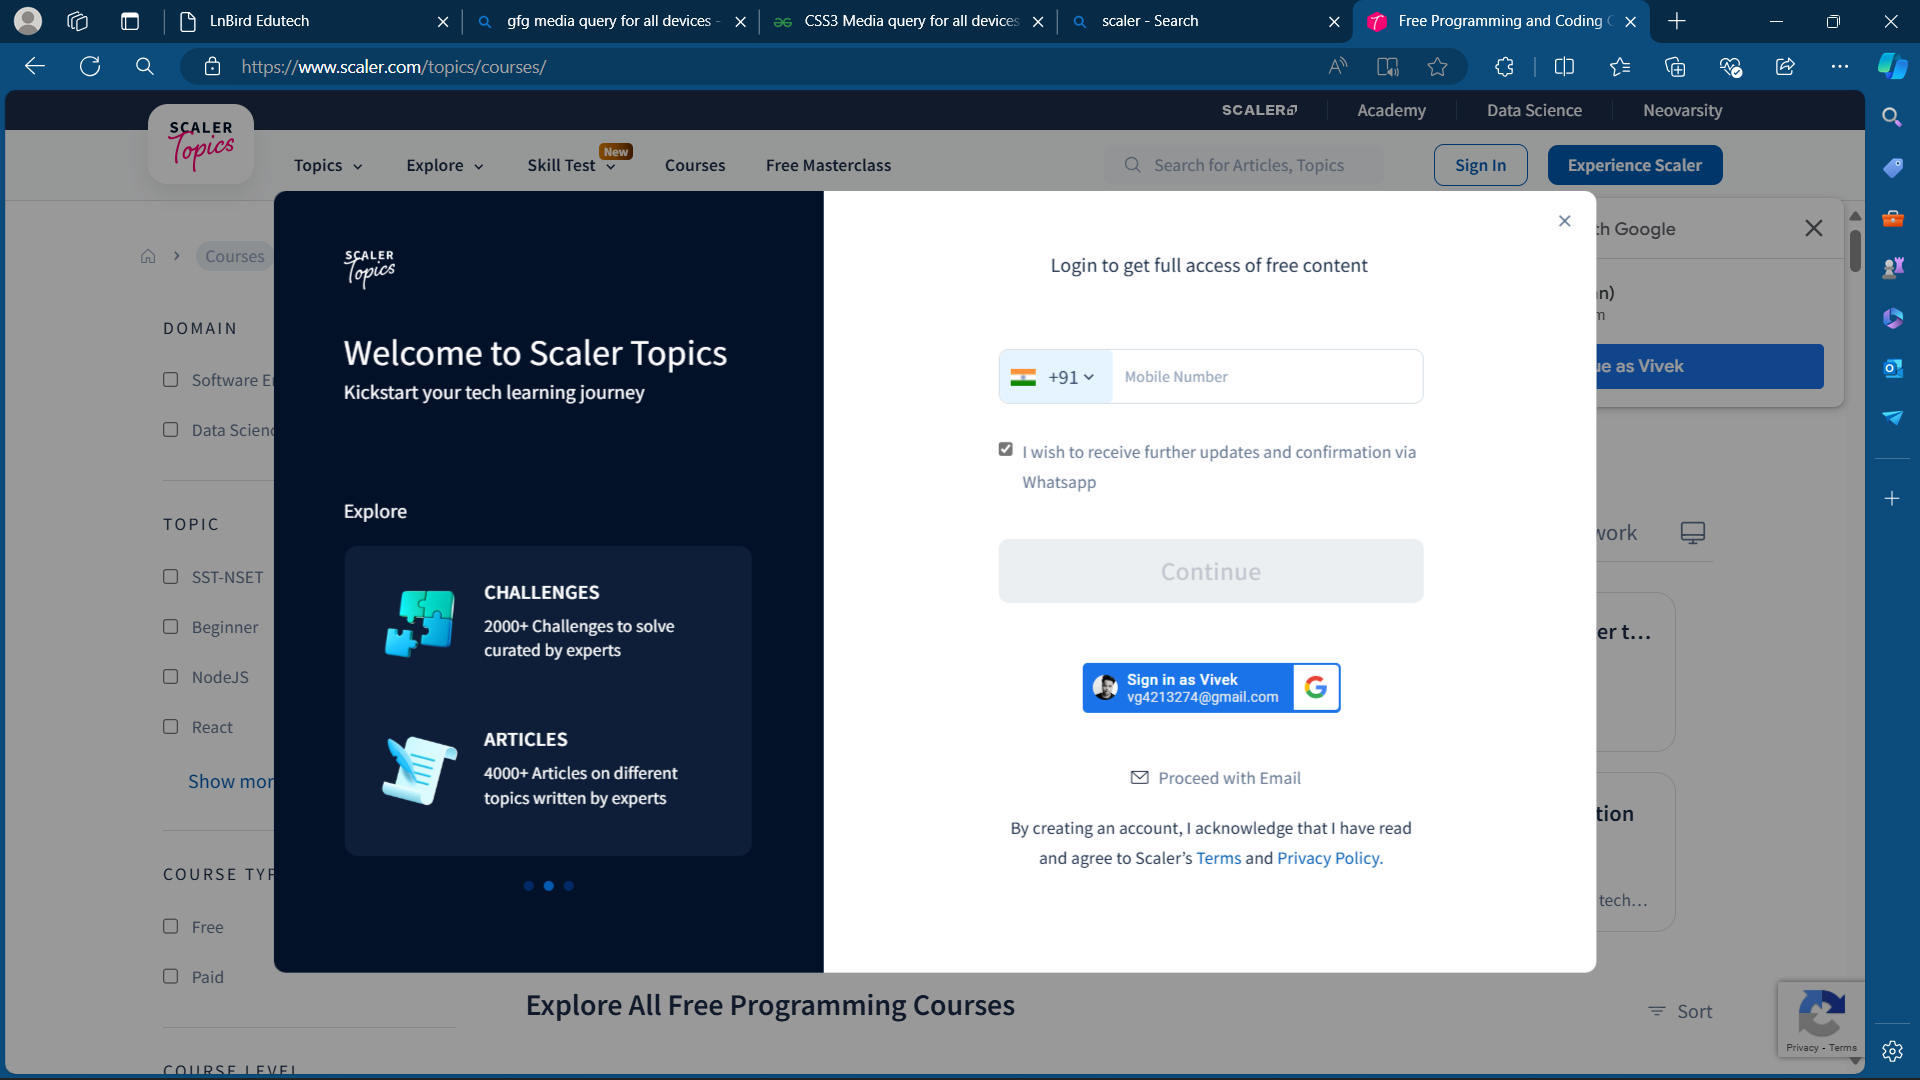 LnBird Edutech
gfg media query for all devices -
CSS3 Media query for all devices
scaler - Search
Free Programming and Coding
https://www.scaler.com/topics/courses/
SCALER
Academy
Data Science
Neovarsity
SCALER
Topics
Topics
Explore
Skill Test
New
Courses
Free Masterclass
Search for Articles, Topics
Sign In
Experience Scaler
Courses
DOMAIN
Software E
Data Scien
TOPIC
SST-NSET
Beginner
NodeJS
React
Show mor
COURSE TYP
Free
Paid
COURSE LEVEL
SCALER
Topics
Welcome to Scaler Topics
Kickstart your tech learning journey
Explore
CHALLENGES
2000+ Challenges to solve
curated by experts
ARTICLES
4000+ Articles on different
topics written by experts
Login to get full access of free content
+91
Mobile Number
I wish to receive further updates and confirmation via
Whatsapp
Continue
Sign in as Vivek
vg4213274@gmail.com
Proceed with Email
By creating an account, I acknowledge that I have read
and agree to Scaler's Terms and Privacy Policy.
th Google
n)
m
ue as Vivek
work
er t...
tion
tech...
Explore All Free Programming Courses
Sort
Privacy - Terms